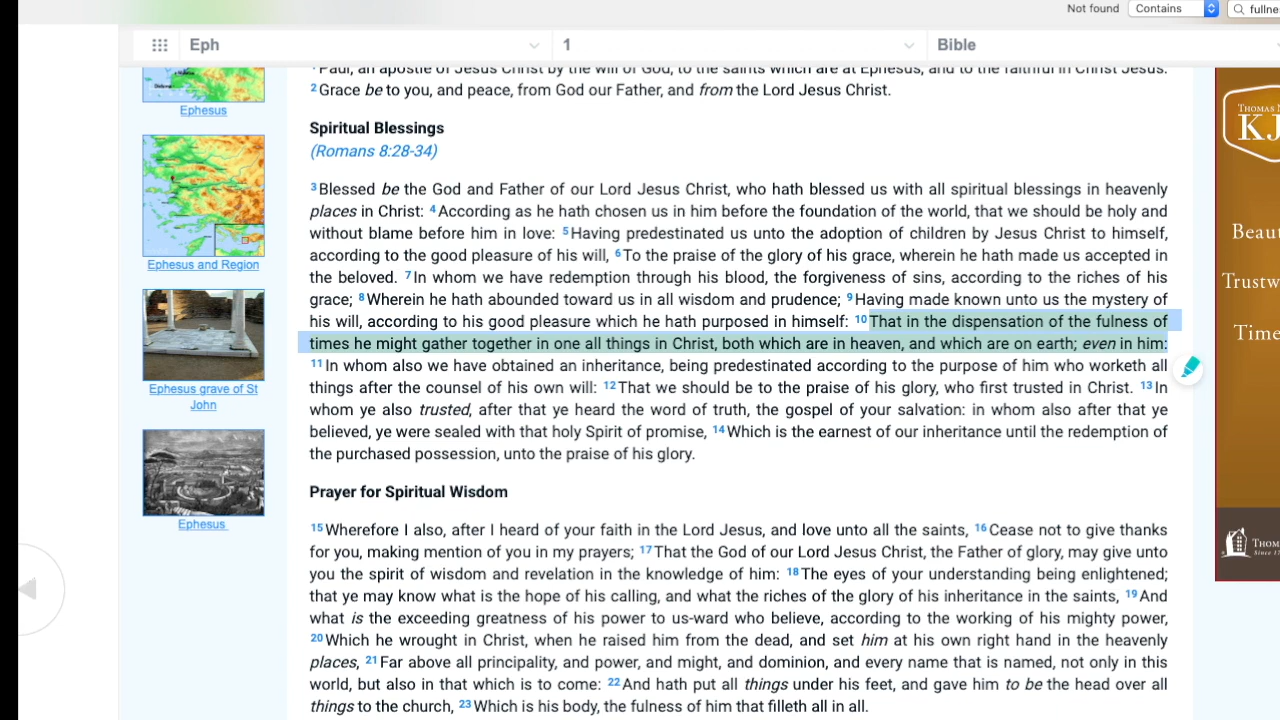 Not found
Contains
fullne
Eph
1
Bible
Ephesus
Ephesus and Region
Ephesus grave of St
John
Ephesus
1 Paul, an apostle of Jesus Christ by the will of God, to the saints which are at Ephesus, and to the faithful in Christ Jesus:
2 Grace be to you, and peace, from God our Father, and from the Lord Jesus Christ.
Spiritual Blessings
(Romans 8:28-34)
3 Blessed be the God and Father of our Lord Jesus Christ, who hath blessed us with all spiritual blessings in heavenly
places in Christ: 4 According as he hath chosen us in him before the foundation of the world, that we should be holy and
without blame before him in love: 5 Having predestinated us unto the adoption of children by Jesus Christ to himself,
according to the good pleasure of his will, 6 To the praise of the glory of his grace, wherein he hath made us accepted in
the beloved. 7 In whom we have redemption through his blood, the forgiveness of sins, according to the riches of his
grace; 8 Wherein he hath abounded toward us in all wisdom and prudence; 9 Having made known unto us the mystery of
his will, according to his good pleasure which he hath purposed in himself: 10 That in the dispensation of the fulness of
times he might gather together in one all things in Christ, both which are in heaven, and which are on earth; even in him:
11 In whom also we have obtained an inheritance, being predestinated according to the purpose of him who worketh all
things after the counsel of his own will: 12 That we should be to the praise of his glory, who first trusted in Christ. 13 In
whom ye also trusted, after that ye heard the word of truth, the gospel of your salvation: in whom also after that ye
believed, ye were sealed with that holy Spirit of promise, 14 Which is the earnest of our inheritance until the redemption of
the purchased possession, unto the praise of his glory.
Prayer for Spiritual Wisdom
15 Wherefore I also, after I heard of your faith in the Lord Jesus, and love unto all the saints, 16 Cease not to give thanks
for you, making mention of you in my prayers; 17 That the God of our Lord Jesus Christ, the Father of glory, may give unto
you the spirit of wisdom and revelation in the knowledge of him: 18 The eyes of your understanding being enlightened;
that ye may know what is the hope of his calling, and what the riches of the glory of his inheritance in the saints, 19 And
what is the exceeding greatness of his power to us-ward who believe, according to the working of his mighty power,
20 Which he wrought in Christ, when he raised him from the dead, and set him at his own right hand in the heavenly
places, 21 Far above all principality, and power, and might, and dominion, and every name that is named, not only in this
world, but also in that which is to come: 22 And hath put all things under his feet, and gave him to be the head over all
things to the church, 23 Which is his body, the fulness of him that filleth all in all.
THOMAS N
KJ
Beau
Trustw
Time
THOM
Since 17